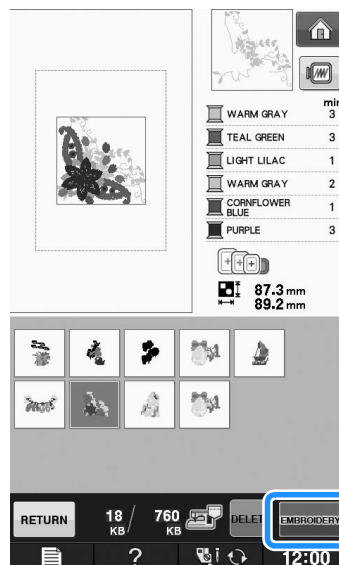 min
WARM GRAY 3
TEAL GREEN 3
LIGHT LILAC 1
WARM GRAY 2
CORNFLOWER
BLUE 1
PURPLE 3
87.3 mm
89.2 mm
RETURN 18 KB / 760 KB DELET EMBROIDERY
? i 12:00